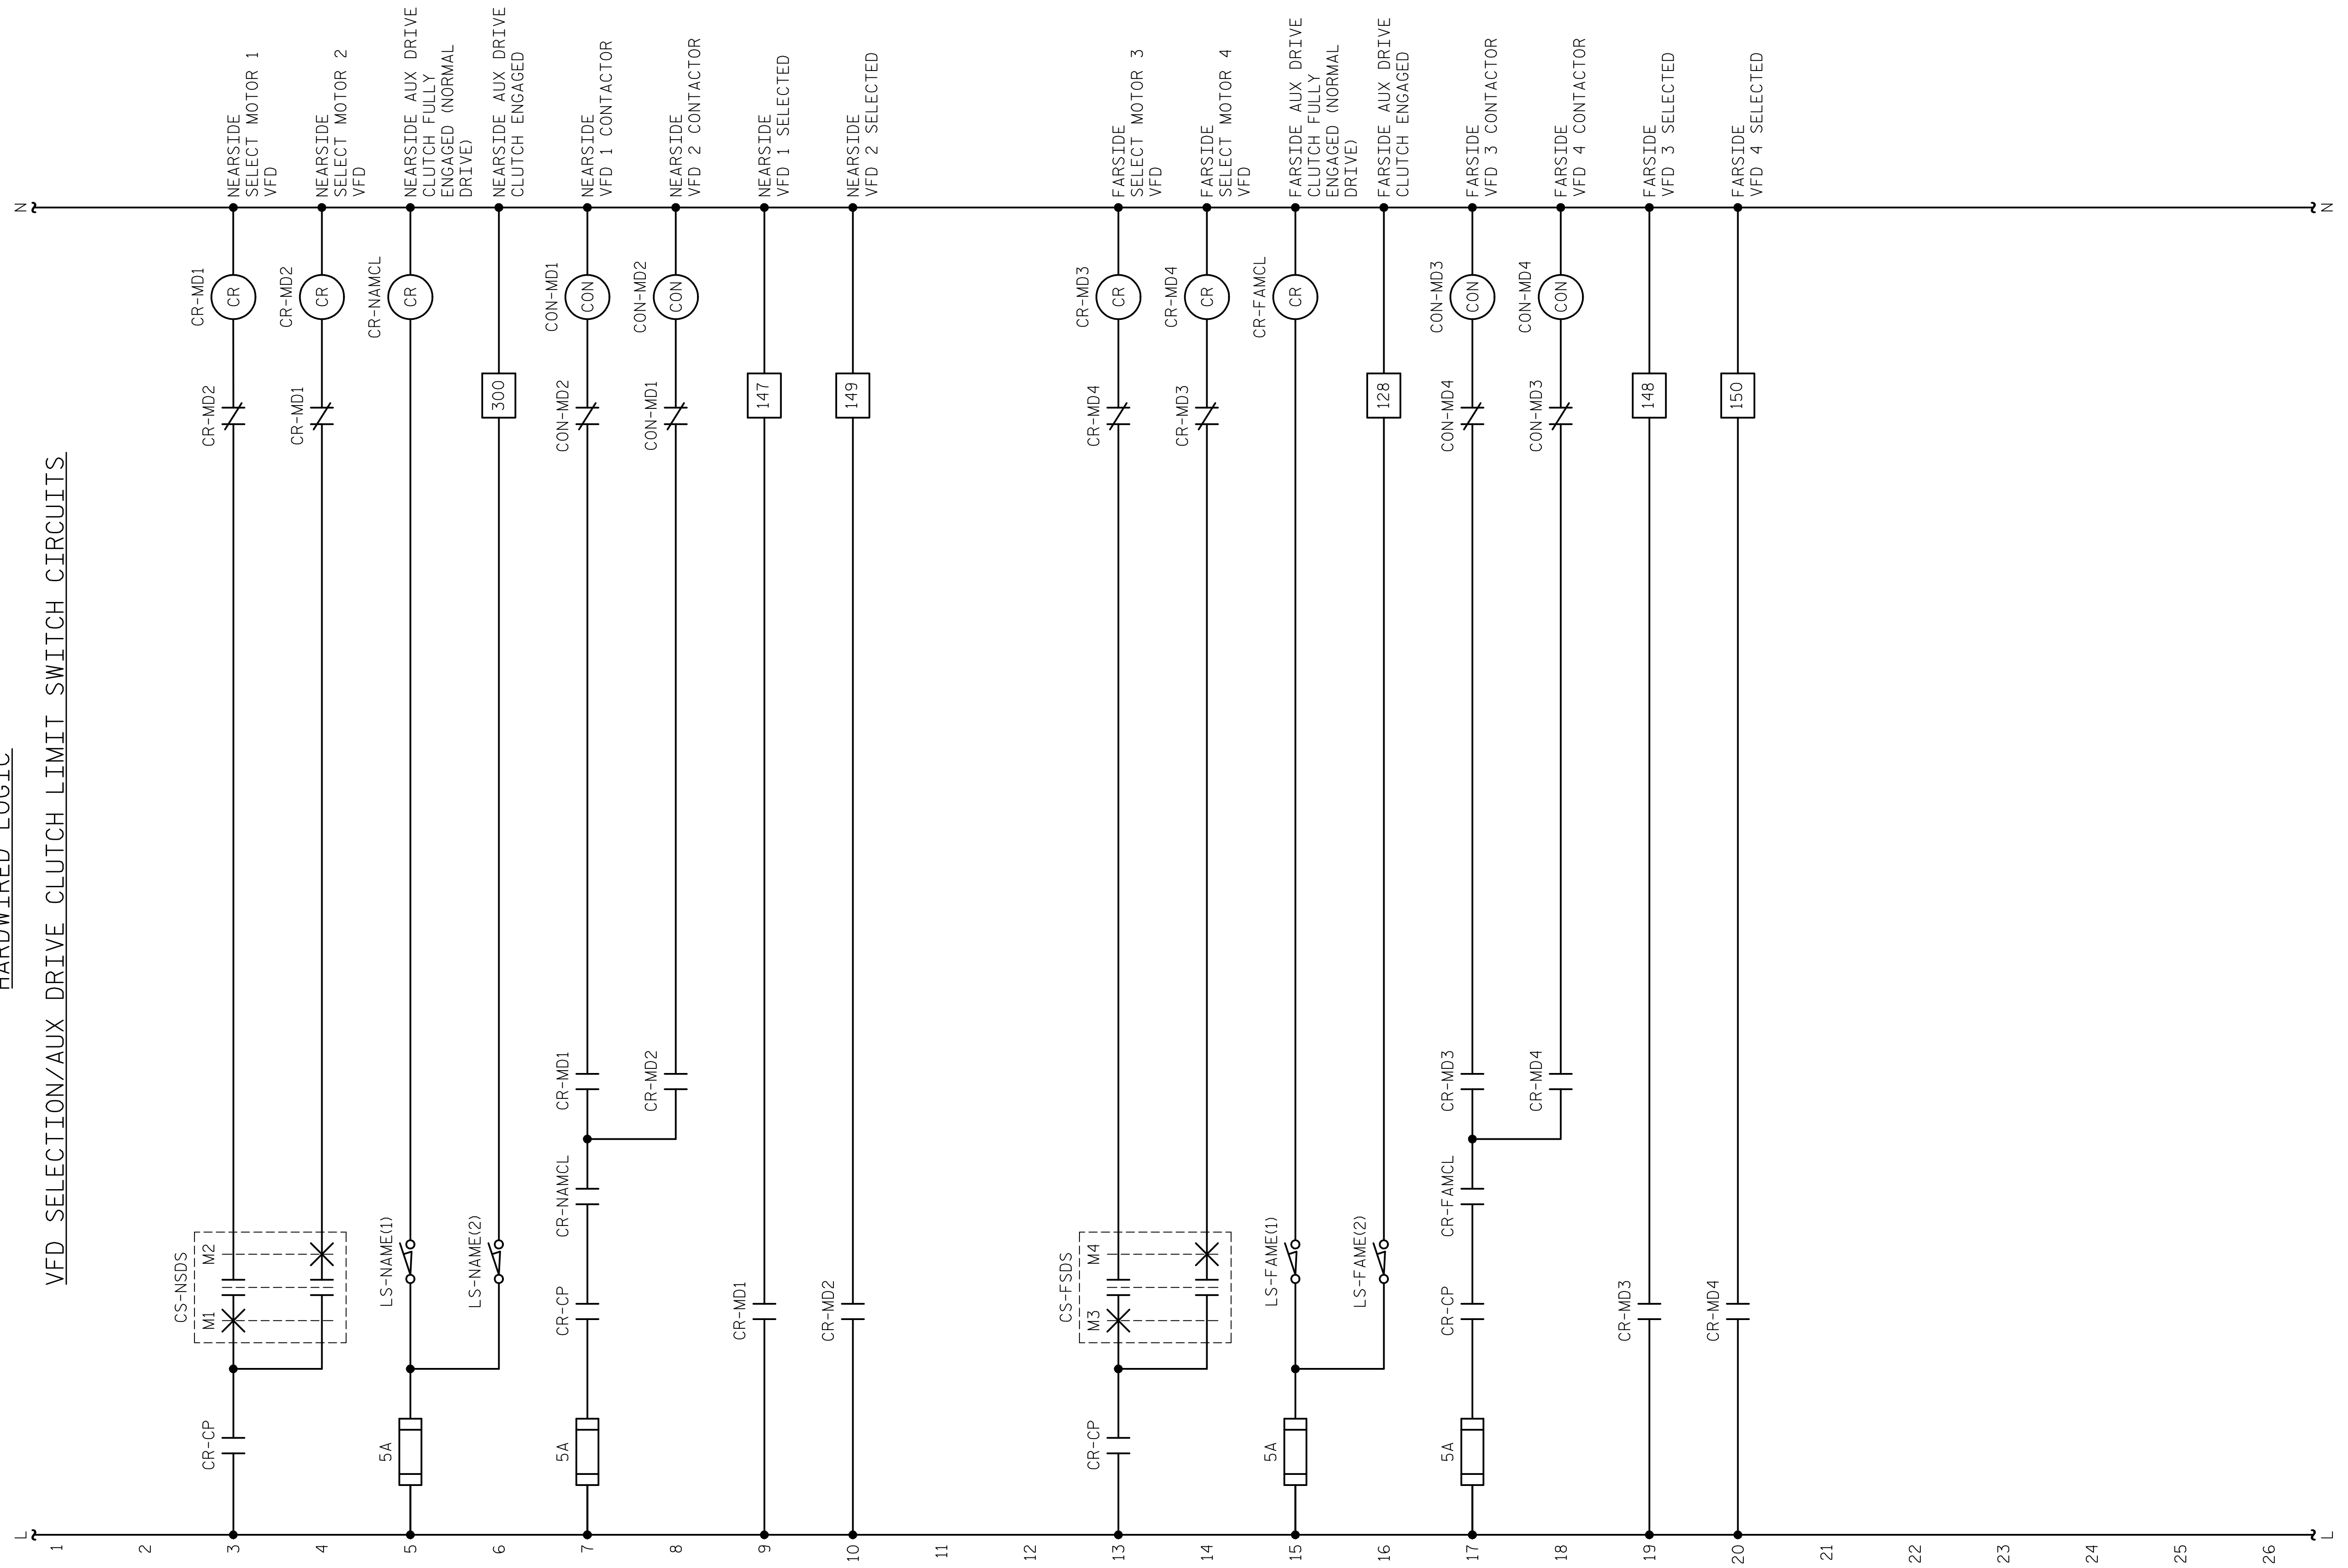 HARDWIRED LOGIC
VFD SELECTION/AUX DRIVE CLUTCH LIMIT SWITCH CIRCUITS
L
N
1
2
3
CR-CP
CS-NSDS
M1
M2
CR-MD2
CR-MD1
CR
NEARSIDE
SELECT MOTOR 1
VFD
4
CR-MD1
CR-MD2
CR
NEARSIDE
SELECT MOTOR 2
VFD
5
5A
LS-NAME(1)
CR-NAMCL
CR
NEARSIDE AUX DRIVE
CLUTCH FULLY
ENGAGED (NORMAL
DRIVE)
6
LS-NAME(2)
300
NEARSIDE AUX DRIVE
CLUTCH ENGAGED
7
5A
CR-CP
CR-NAMCL
CR-MD1
CON-MD2
CON-MD1
CON
NEARSIDE
VFD 1 CONTACTOR
8
CR-MD2
CON-MD1
CON-MD2
CON
NEARSIDE
VFD 2 CONTACTOR
9
CR-MD1
147
NEARSIDE
VFD 1 SELECTED
10
CR-MD2
149
NEARSIDE
VFD 2 SELECTED
11
12
13
CR-CP
CS-FSDS
M3
M4
CR-MD4
CR-MD3
CR
FARSIDE
SELECT MOTOR 3
VFD
14
CR-MD3
CR-MD4
CR
FARSIDE
SELECT MOTOR 4
VFD
15
5A
LS-FAME(1)
CR-FAMCL
CR
FARSIDE AUX DRIVE
CLUTCH FULLY
ENGAGED (NORMAL
DRIVE)
16
LS-FAME(2)
128
FARSIDE AUX DRIVE
CLUTCH ENGAGED
17
5A
CR-CP
CR-FAMCL
CR-MD3
CON-MD4
CON-MD3
CON
FARSIDE
VFD 3 CONTACTOR
18
CR-MD4
CON-MD3
CON-MD4
CON
FARSIDE
VFD 4 CONTACTOR
19
CR-MD3
148
FARSIDE
VFD 3 SELECTED
20
CR-MD4
150
FARSIDE
VFD 4 SELECTED
21
22
23
24
25
26
L
N